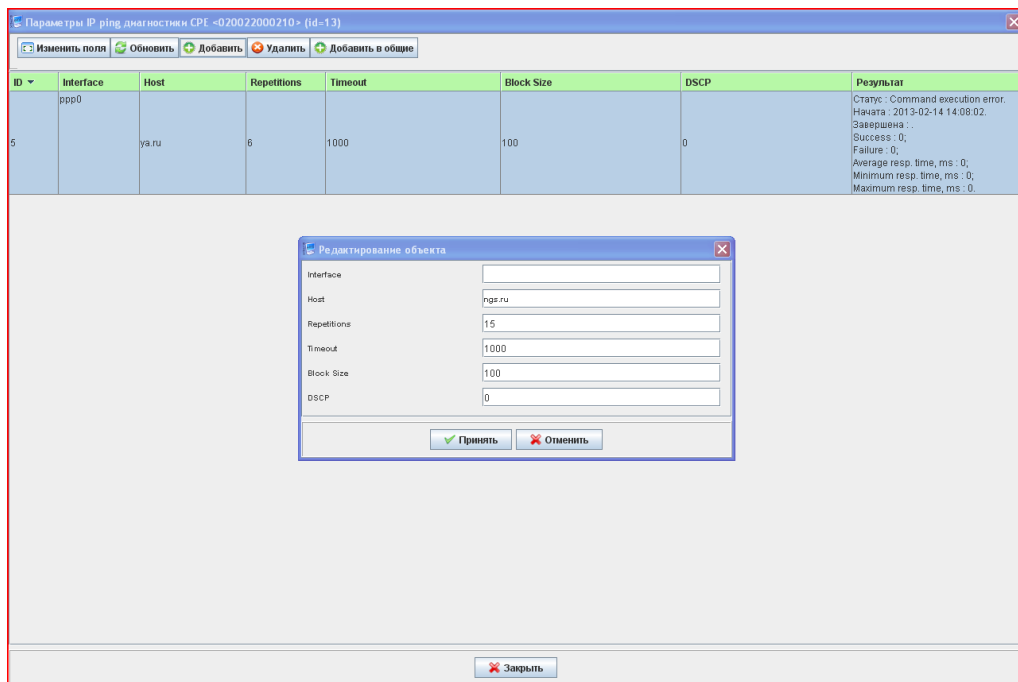 Параметры IP ping диагностики CPE <020022000210> (id=13)
Изменить поля Обновить Добавить Удалить Добавить в общие
ID Interface Host Repetitions Timeout Block Size DSCP Результат
5 ppp0 ya.ru 6 1000 100 0
Статус : Command execution error.
Начата : 2013-02-14 14:08:02.
Завершена : .
Success : 0;
Failure : 0;
Average resp. time, ms : 0;
Minimum resp. time, ms : 0;
Maximum resp. time, ms : 0.
Редактирование объекта
Interface
Host ngs.ru
Repetitions 15
Timeout 1000
Block Size 100
DSCP 0
Принять Отменить
Закрыть